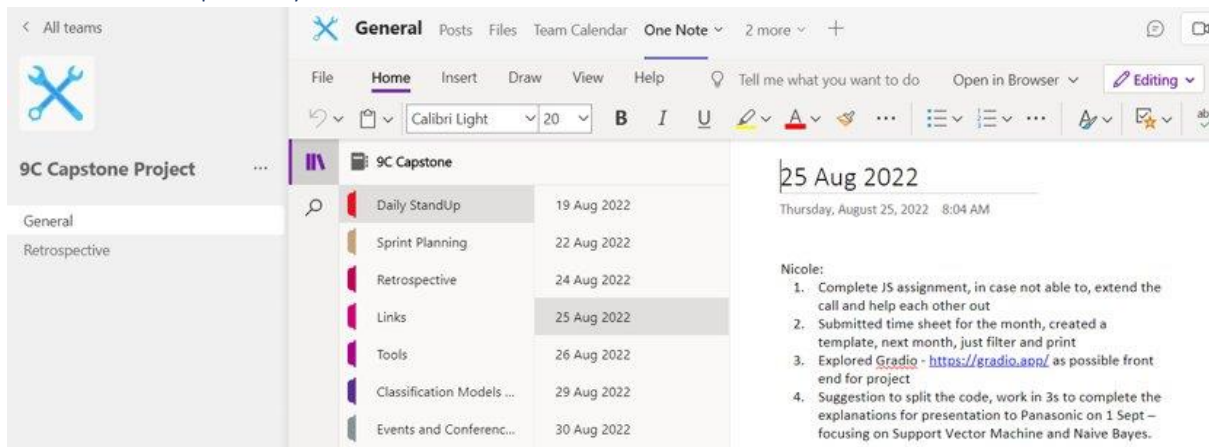 All teams
General Posts Files Team Calendar One Note 2 more
File Home Insert Draw View Help Tell me what you want to do Open in Browser Editing
Calibri Light 20 B I U A ab
9C Capstone Project
General
Retrospective
9C Capstone
Daily StandUp
Sprint Planning
Retrospective
Links
Tools
Classification Models ...
Events and Conferenc...
19 Aug 2022
22 Aug 2022
24 Aug 2022
25 Aug 2022
26 Aug 2022
29 Aug 2022
30 Aug 2022
25 Aug 2022
Thursday, August 25, 2022 8:04 AM
Nicole:
1. Complete JS assignment, in case not able to, extend the
call and help each other out
2. Submitted time sheet for the month, created a
template, next month, just filter and print
3. Explored Gradio - https://gradio.app/ as possible front
end for project
4. Suggestion to split the code, work in 3s to complete the
explanations for presentation to Panasonic on 1 Sept –
focusing on Support Vector Machine and Naive Bayes.